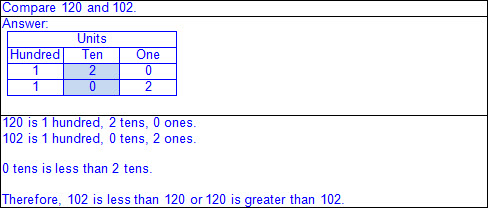 Compare 120 and 102.
Answer:
Units
Hundred Ten One
1 2 0
1 0 2
120 is 1 hundred, 2 tens, 0 ones.
102 is 1 hundred, 0 tens, 2 ones.
0 tens is less than 2 tens.
Therefore, 102 is less than 120 or 120 is greater than 102.